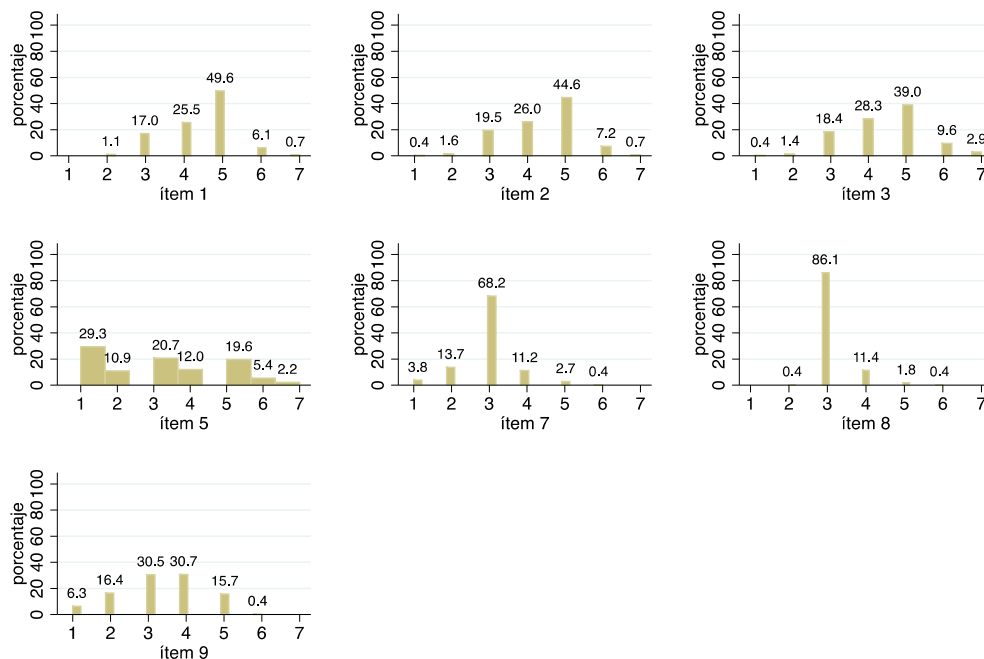 porcentaje
0 20 40 60 80 100
1.1 17.0 25.5 49.6 6.1 0.7
1 2 3 4 5 6 7
ítem 1
porcentaje
0 20 40 60 80 100
0.4 1.6 19.5 26.0 44.6 7.2 0.7
1 2 3 4 5 6 7
ítem 2
porcentaje
0 20 40 60 80 100
0.4 1.4 18.4 28.3 39.0 9.6 2.9
1 2 3 4 5 6 7
ítem 3
porcentaje
0 20 40 60 80 100
29.3 10.9 20.7 12.0 19.6 5.4 2.2
1 2 3 4 5 6 7
ítem 5
porcentaje
0 20 40 60 80 100
3.8 13.7 68.2 11.2 2.7 0.4
1 2 3 4 5 6 7
ítem 7
porcentaje
0 20 40 60 80 100
0.4 86.1 11.4 1.8 0.4
1 2 3 4 5 6 7
ítem 8
porcentaje
0 20 40 60 80 100
6.3 16.4 30.5 30.7 15.7 0.4
1 2 3 4 5 6 7
ítem 9